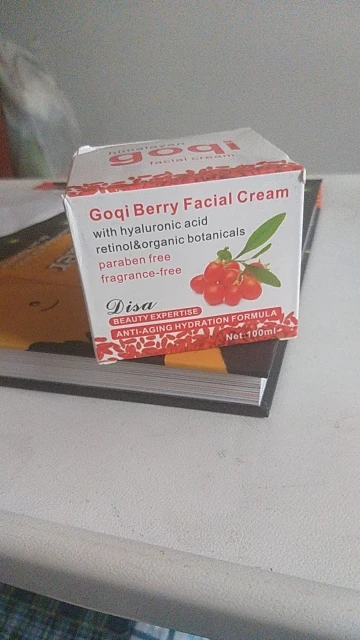 himalayan
goqi
facial cream
Goqi Berry Facial Cream
with hyaluronic acid
retinol&organic botanicals
paraben free
fragrance-free
Disa
BEAUTY EXPERTISE
ANTI-AGING HYDRATION FORMULA
Net:100ml